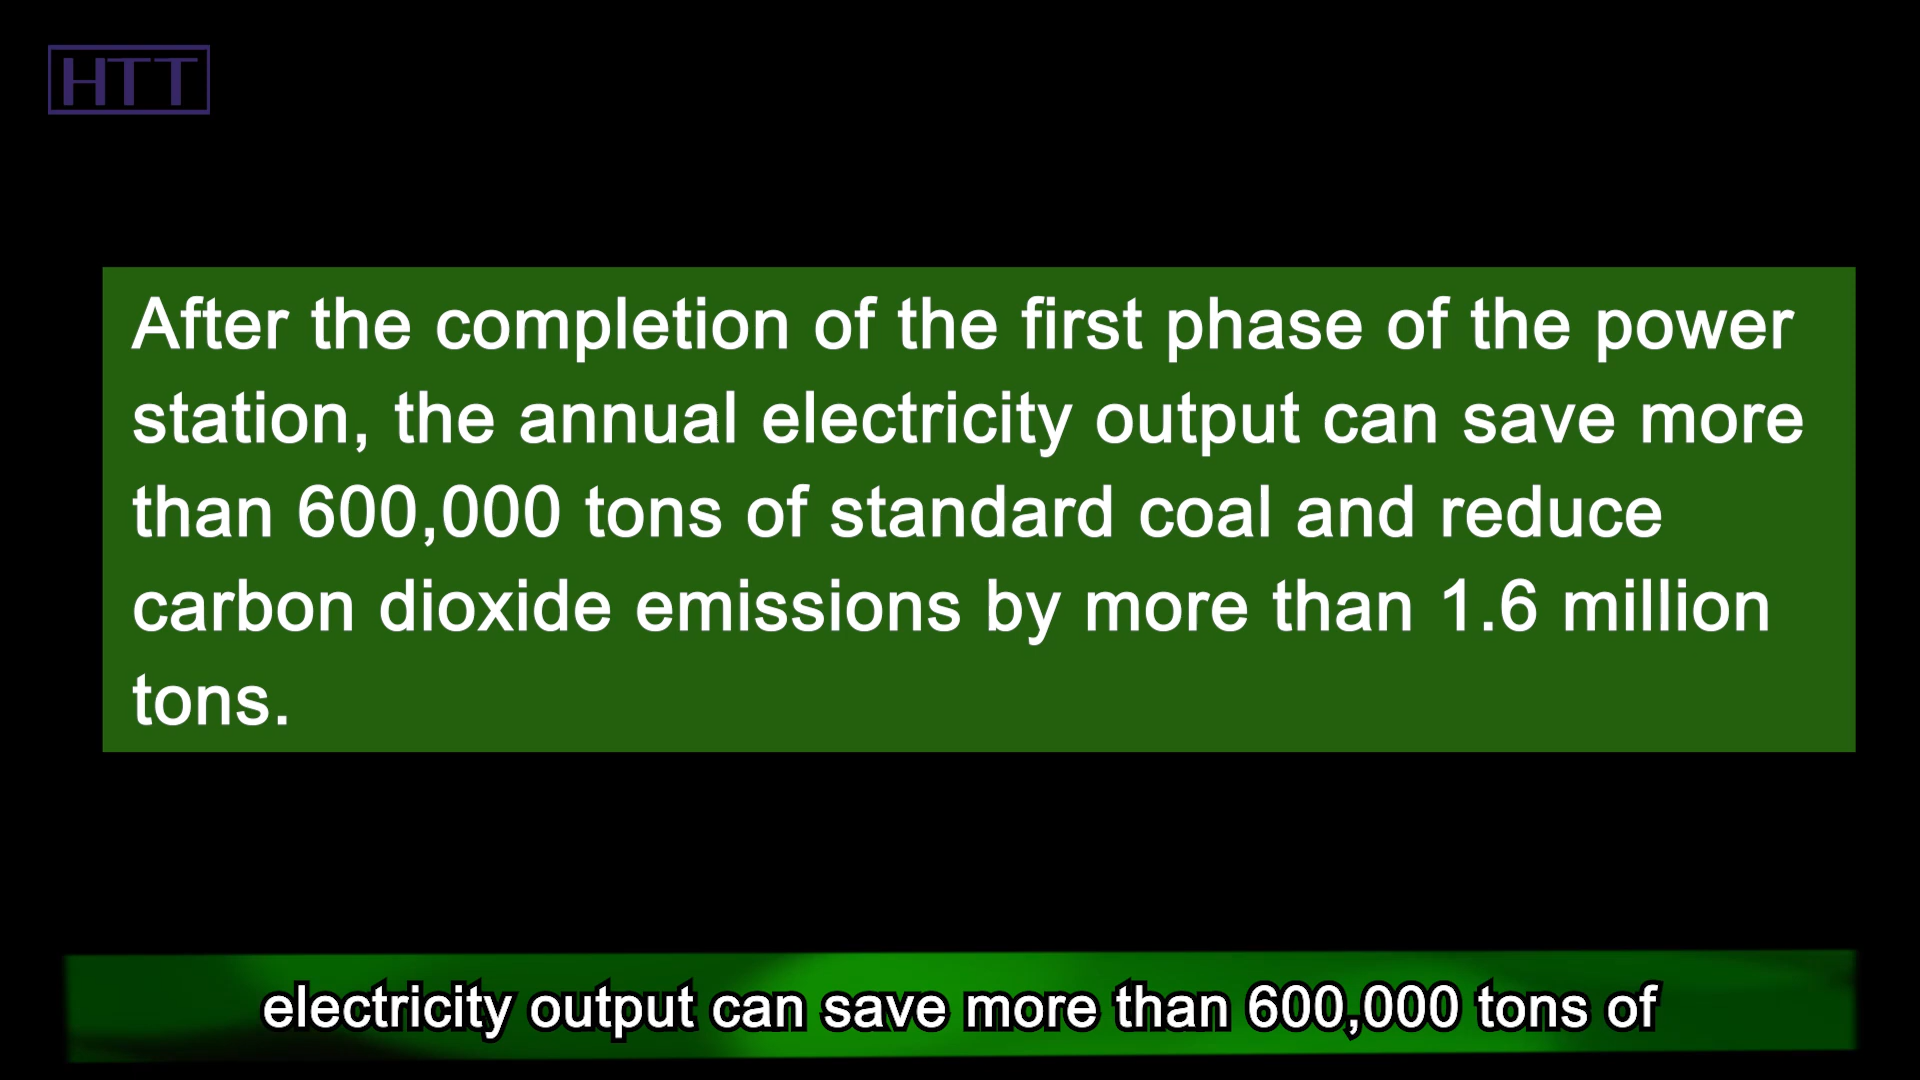 HTT
After the completion of the first phase of the power
station, the annual electricity output can save more
than 600,000 tons of standard coal and reduce
carbon dioxide emissions by more than 1.6 million
tons.
electricity output can save more than 600,000 tons of